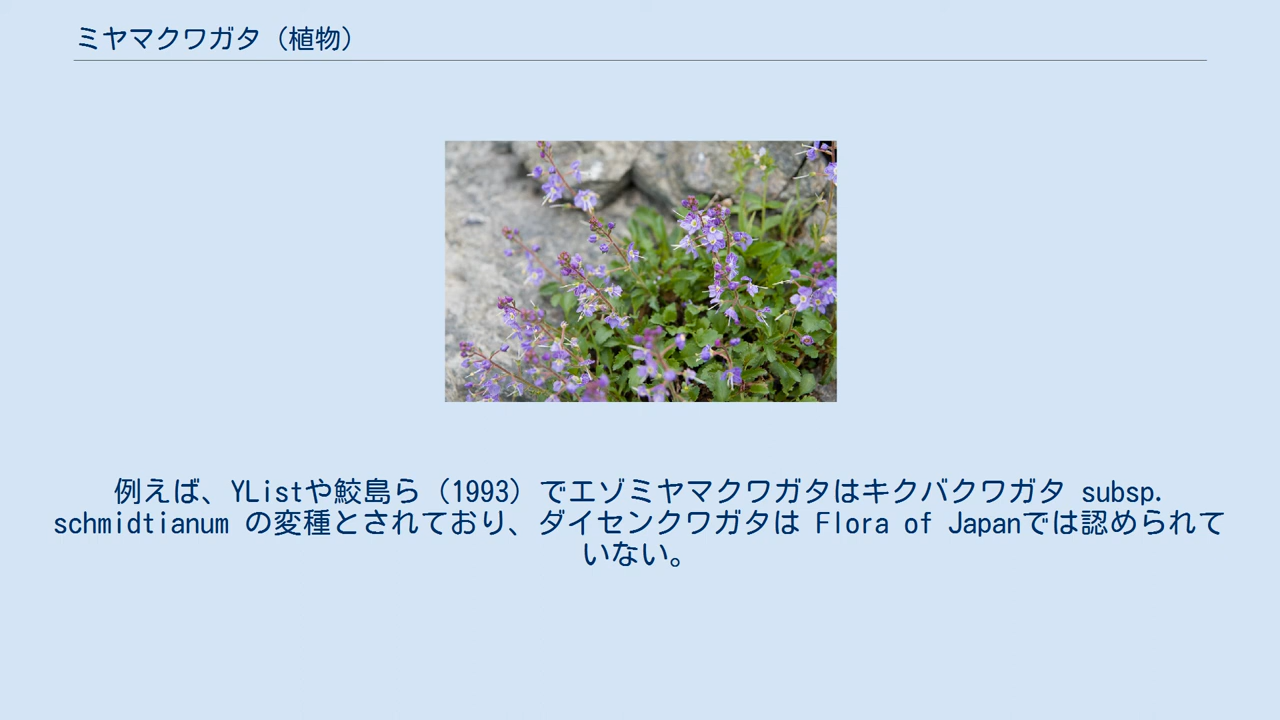 ミヤマクワガタ（植物）
例えば、YListや鮫島ら（1993）でエゾミヤマクワガタはキクバクワガタ subsp.
schmidtianum の変種とされており、ダイセンクワガタは Flora of Japanでは認められて
いない。